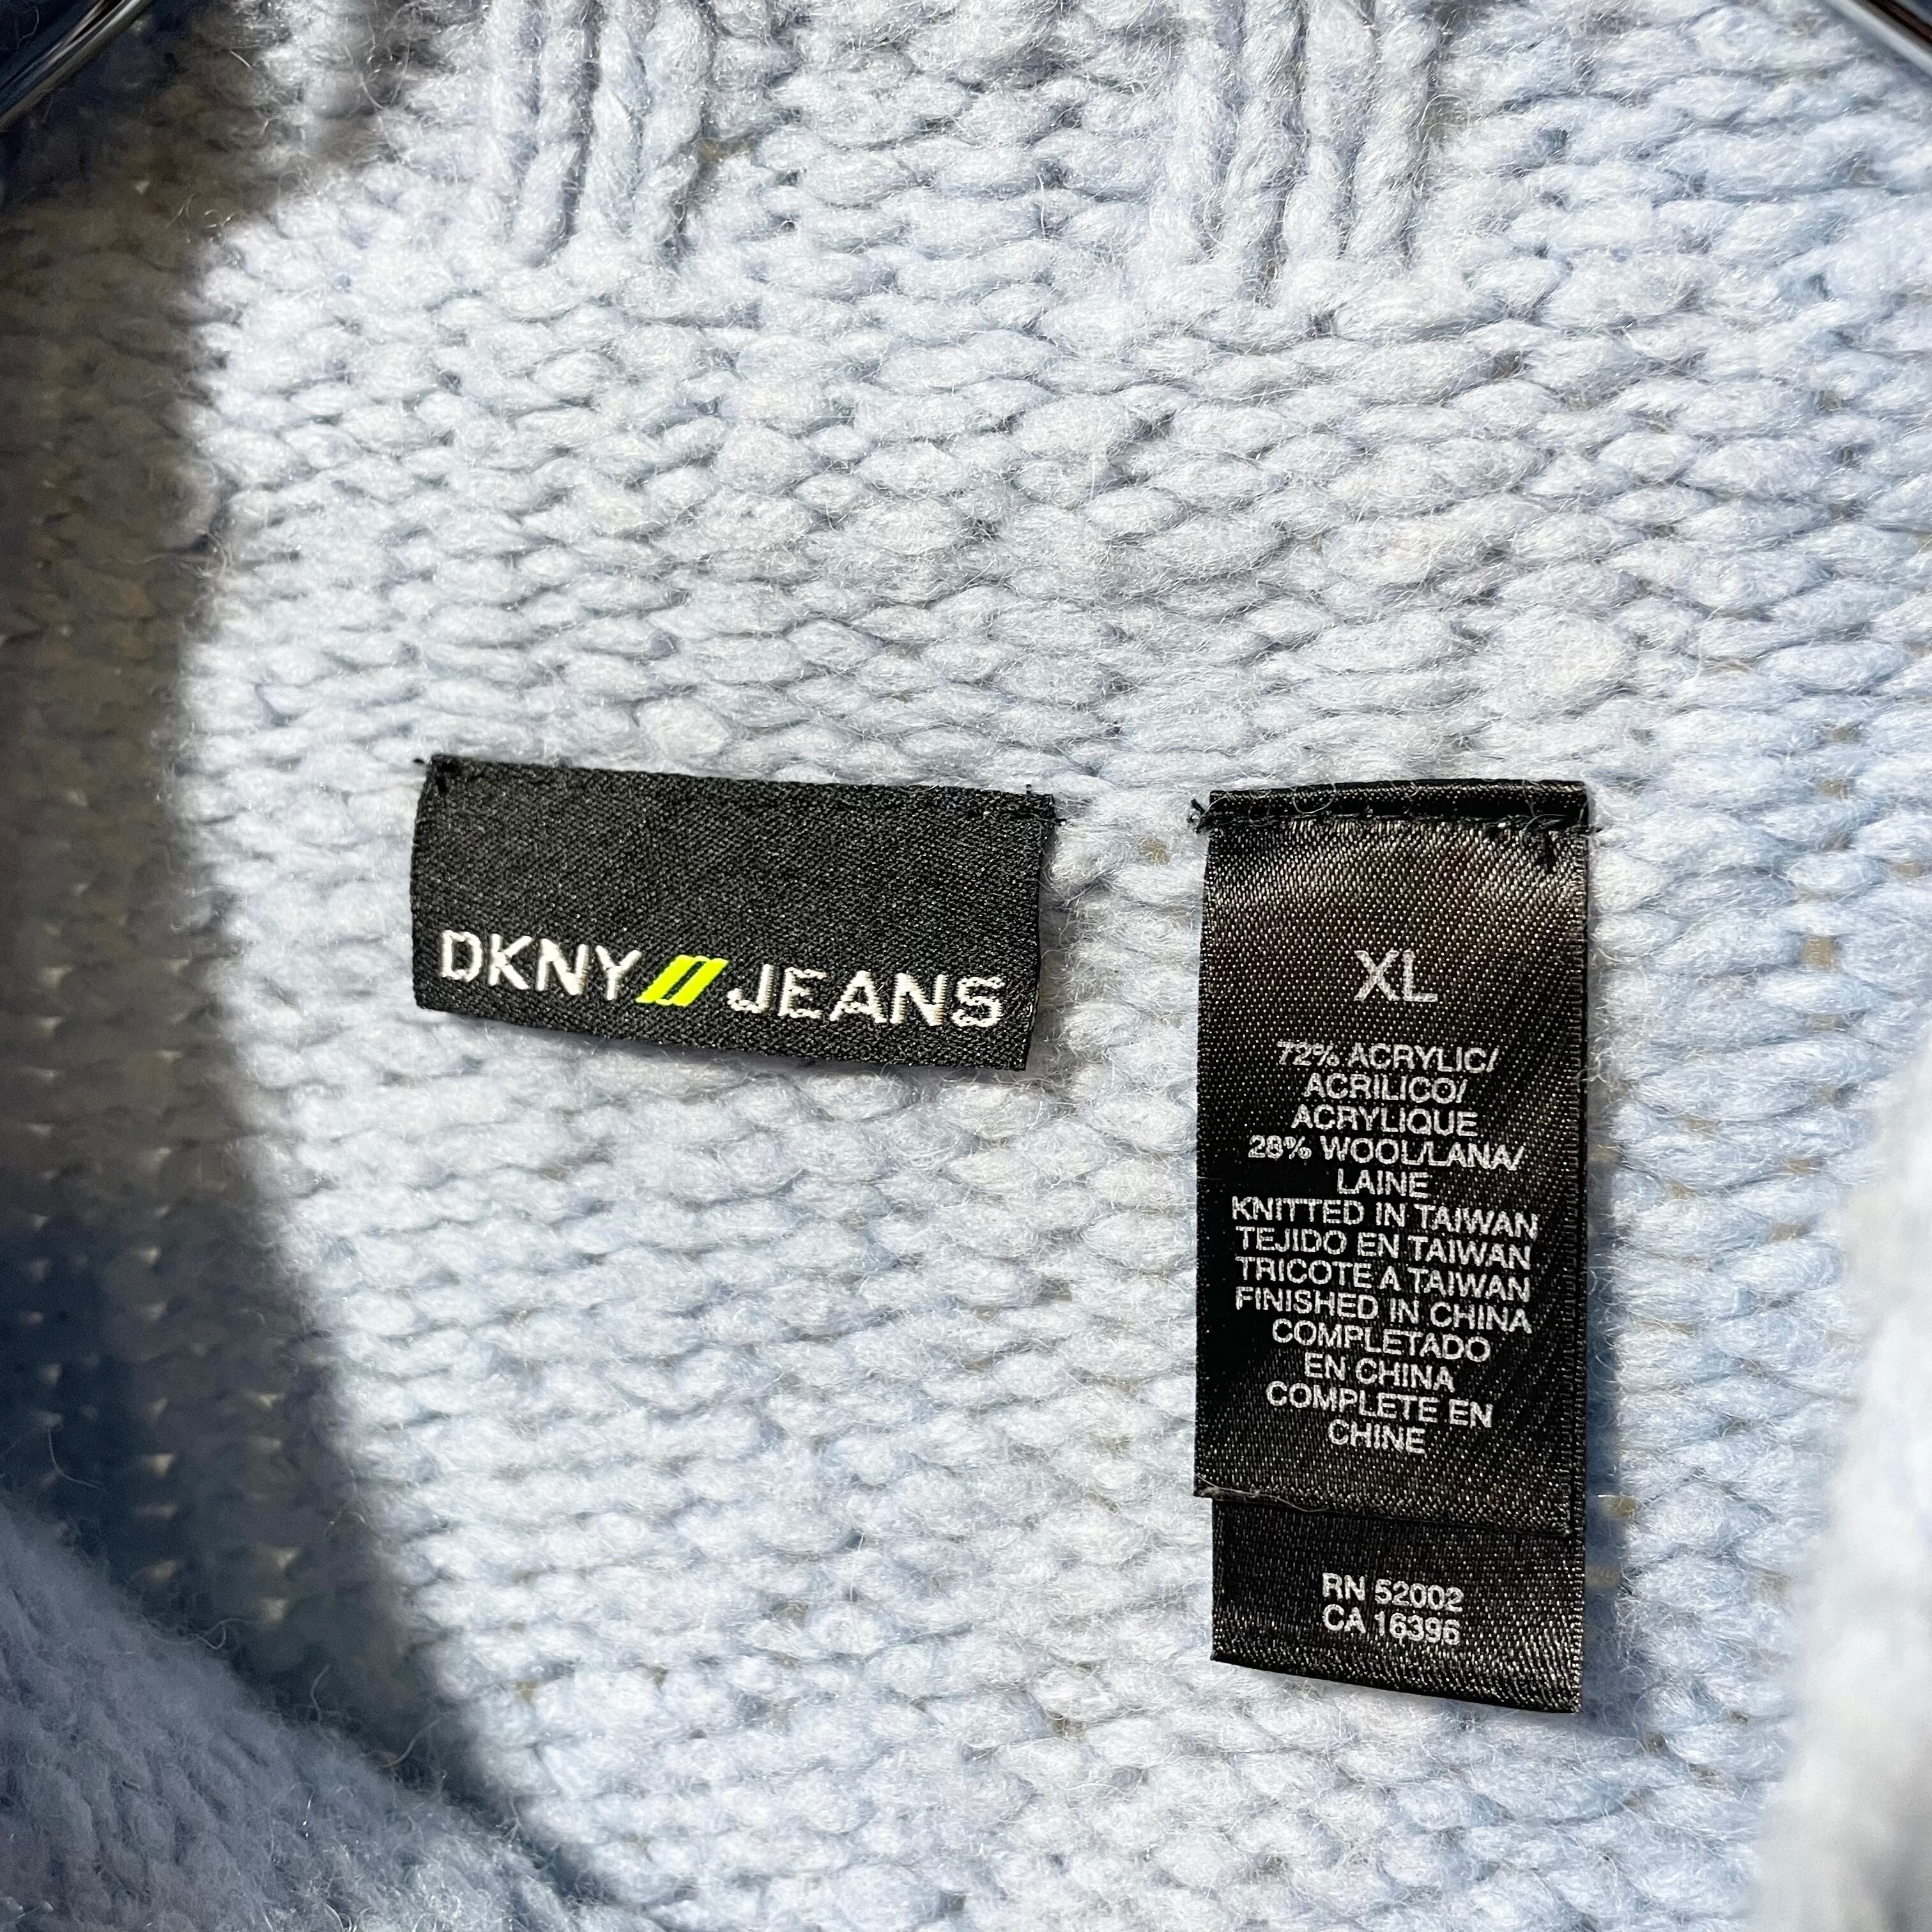 DKNY//JEANS
XL
72% ACRYLIC/
ACRILICO/
ACRYLIQUE
28% WOOL/LANA/
LAINE
KNITTED IN TAIWAN
TEJIDO EN TAIWAN
TRICOTE A TAIWAN
FINISHED IN CHINA
COMPLETADO
EN CHINA
COMPLETE EN
CHINE
RN 52002
CA 16396